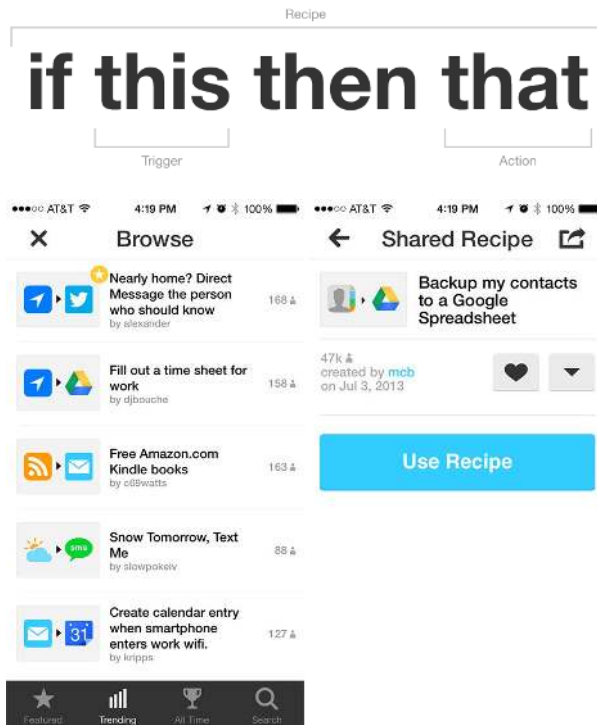 Recipe
if this then that
Trigger
Action
AT&T 4:19 PM 100%
Browse
Nearly home? Direct
Message the person
who should know
by alexander
168
Fill out a time sheet for
work
by djbouche
158
Free Amazon.com
Kindle books
by c69watts
163
sms
Snow Tomorrow, Text
Me
by slowpokeiv
88
31
Create calendar entry
when smartphone
enters work wifi.
by kripps
127
Featured
Trending
All Time
Search
AT&T 4:19 PM 100%
Shared Recipe
Backup my contacts
to a Google
Spreadsheet
47k
created by mcb
on Jul 3, 2013
Use Recipe